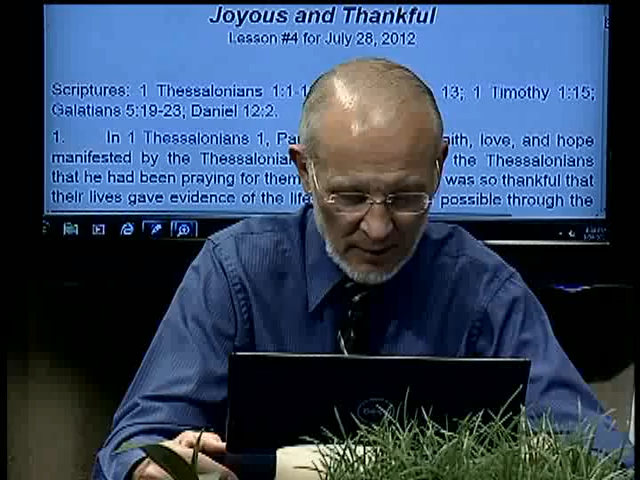 Joyous and Thankful
Lesson #4 for July 28, 2012
Scriptures: 1 Thessalonians 1:1-1 13; 1 Timothy 1:15;
Galatians 5:19-23; Daniel 12:2.
1. In 1 Thessalonians 1, Pa ith, love, and hope
manifested by the Thessalonia the Thessalonians
that he had been praying for them was so thankful that
their lives gave evidence of the life possible through the
DELL